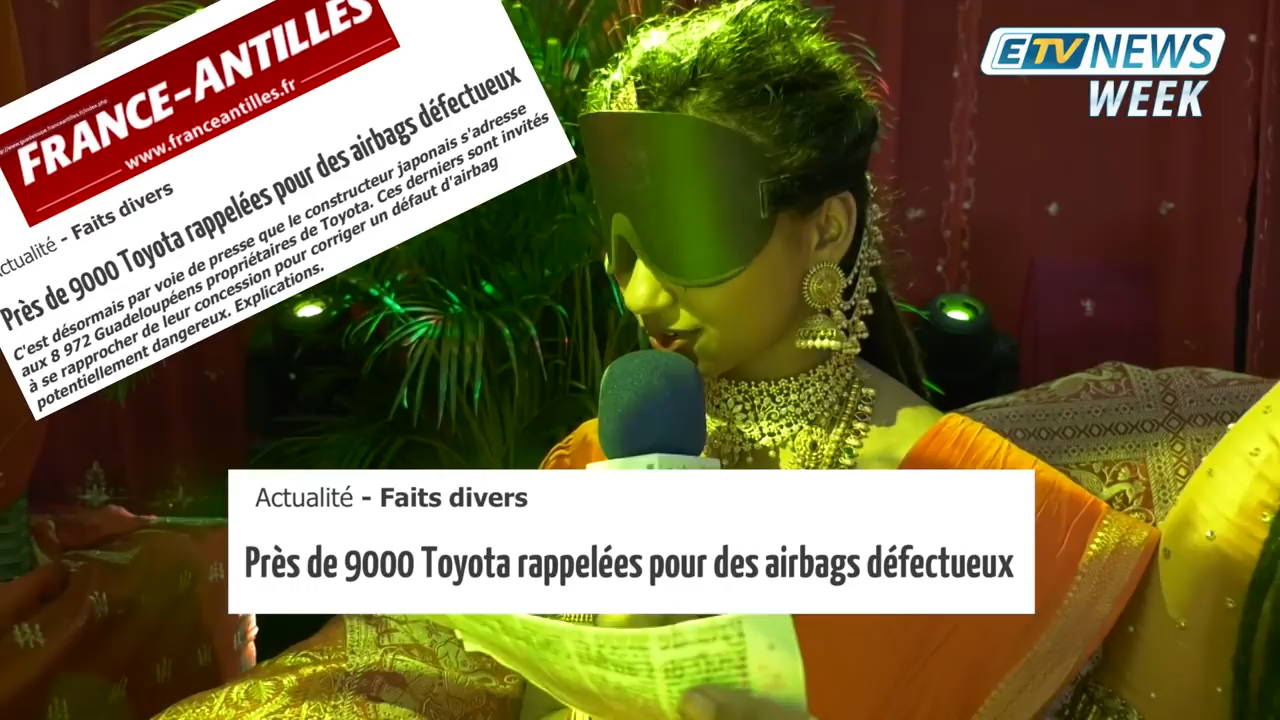 FRANCE-ANTILLES
www.franceantilles.fr
Actualité - Faits divers
Près de 9000 Toyota rappelées pour des airbags défectueux
C'est désormais par voie de presse que le constructeur japonais s'adresse
aux 8 972 Guadeloupéens propriétaires de Toyota. Ces derniers sont invités
à se rapprocher de leur concession pour corriger un défaut d'airbag
potentiellement dangereux. Explications.
ETV NEWS
WEEK
Actualité - Faits divers
Près de 9000 Toyota rappelées pour des airbags défectueux